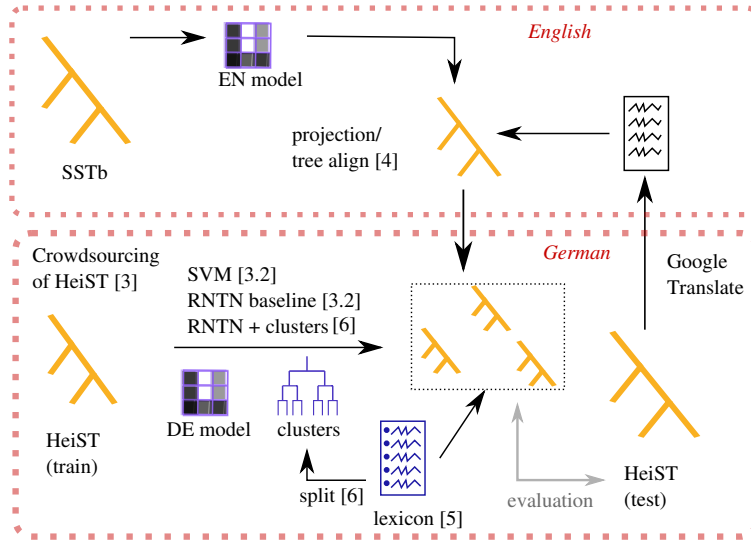 English
EN model
projection/
tree align [4]
SSTb
German
Crowdsourcing
of HeiST [3]
SVM [3.2]
RNTN baseline [3.2]
RNTN + clusters [6]
Google
Translate
DE model
clusters
HeiST
(train)
split [6]
lexicon [5]
evaluation
HeiST
(test)